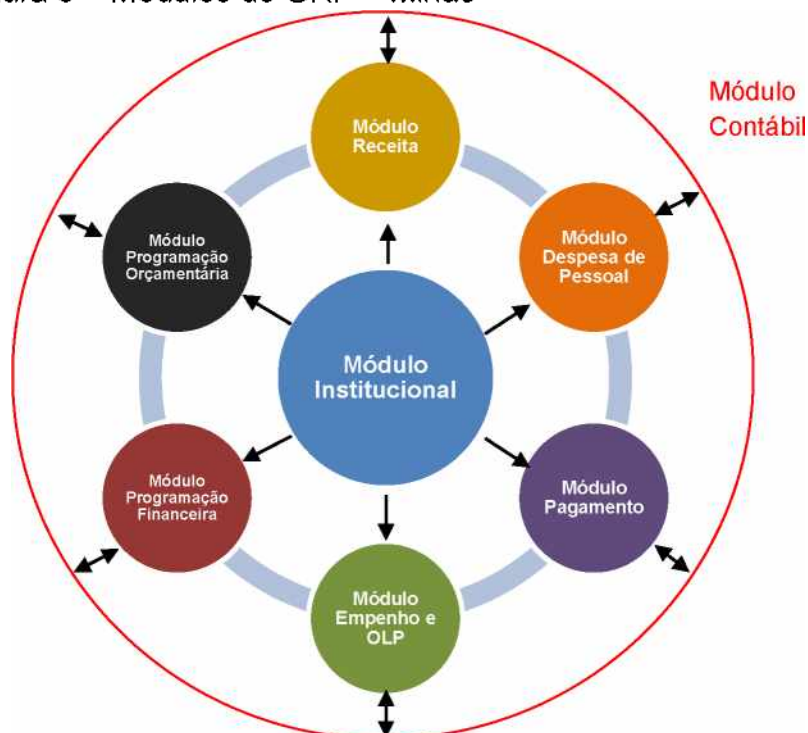 Módulo
Receita
Módulo
Contábil
Módulo
Despesa de
Pessoal
Módulo
Programação
Orçamentária
Módulo
Institucional
Módulo
Programação
Financeira
Módulo
Pagamento
Módulo
Empenho e
OLP